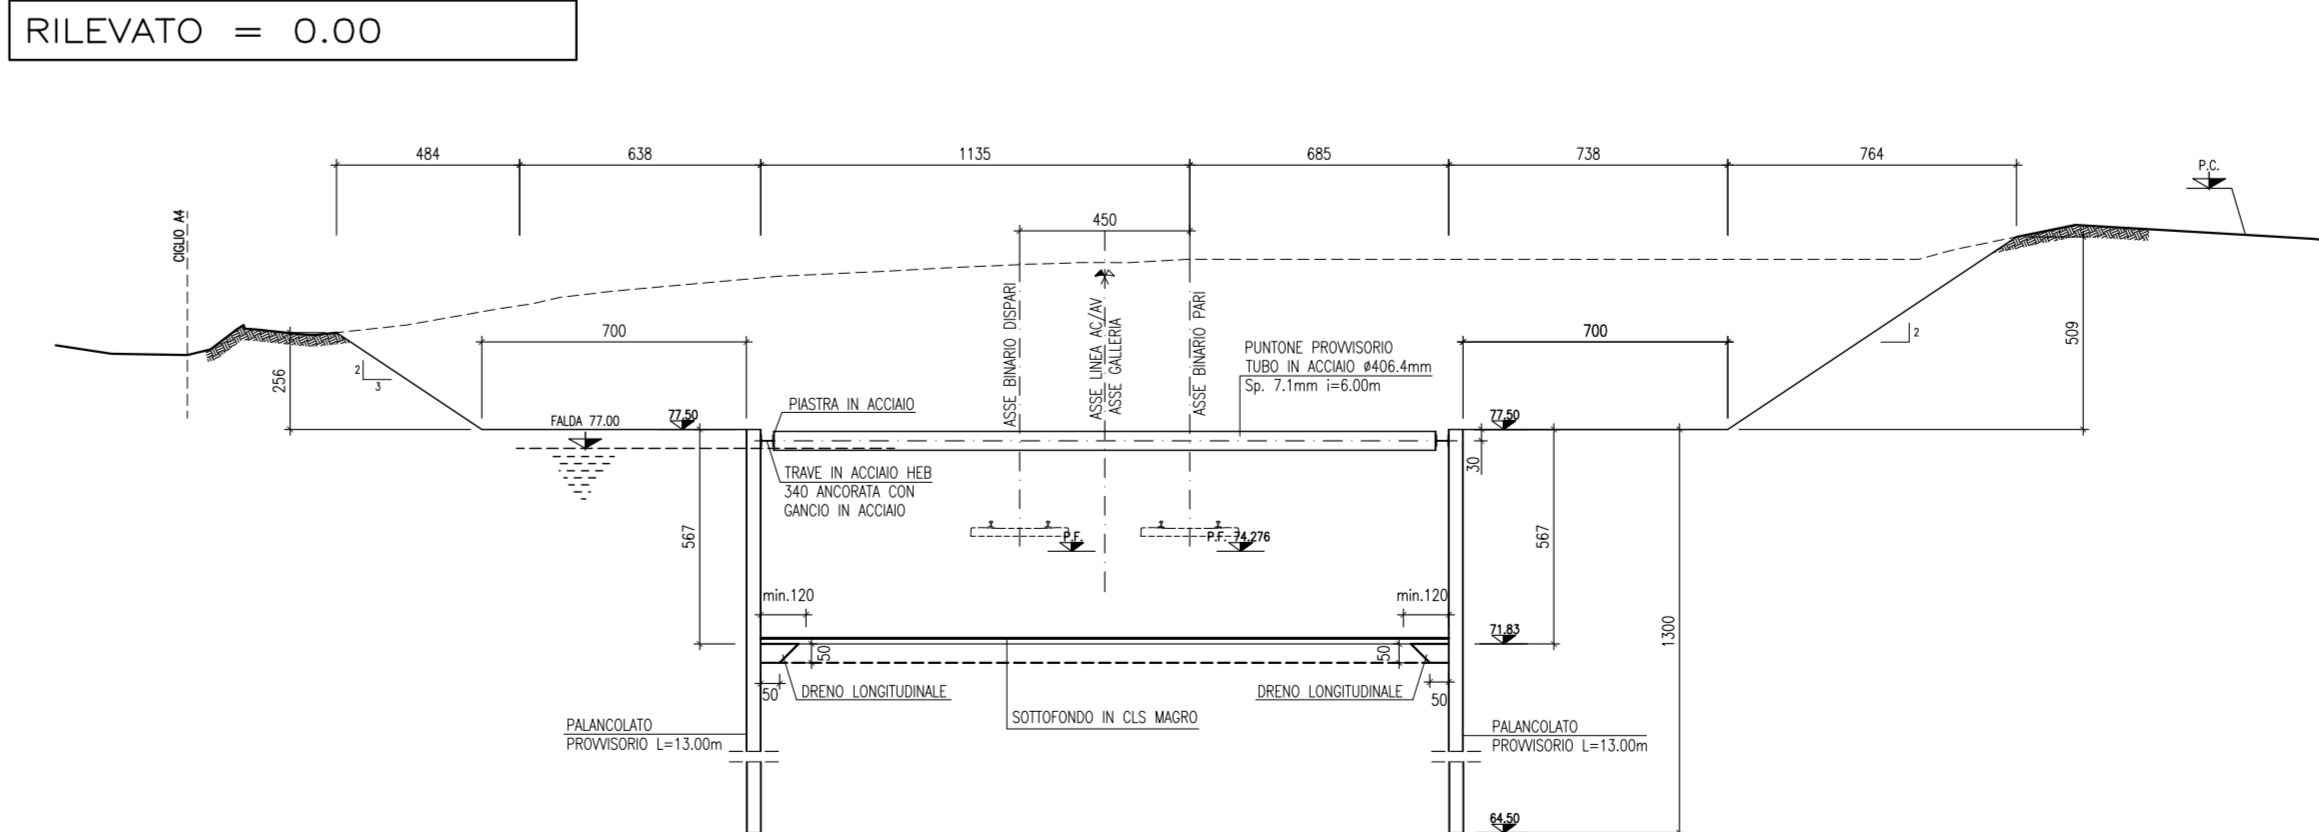 RILEVATO = 0.00
484
638
1135
685
738
764
P.C.
450
CIGLIO A4
256
2
3
700
FALDA 77.00
77.50
PIASTRA IN ACCIAIO
ASSE BINARIO DISPARI
ASSE LINEA AC/AV
ASSE GALLERIA
ASSE BINARIO PARI
PUNTONE PROVVISORIO
TUBO IN ACCIAIO Ø406.4mm
Sp. 7.1mm i=6.00m
700
77.50
2
509
TRAVE IN ACCIAIO HEB
340 ANCORATA CON
GANCIO IN ACCIAIO
30
567
P.F.
P.F. 74.276
567
min.120
min.120
71.83
1300
50
50
50
DRENO LONGITUDINALE
DRENO LONGITUDINALE
50
SOTTOFONDO IN CLS MAGRO
PALANCOLATO
PROVVISORIO L=13.00m
PALANCOLATO
PROVVISORIO L=13.00m
64.50